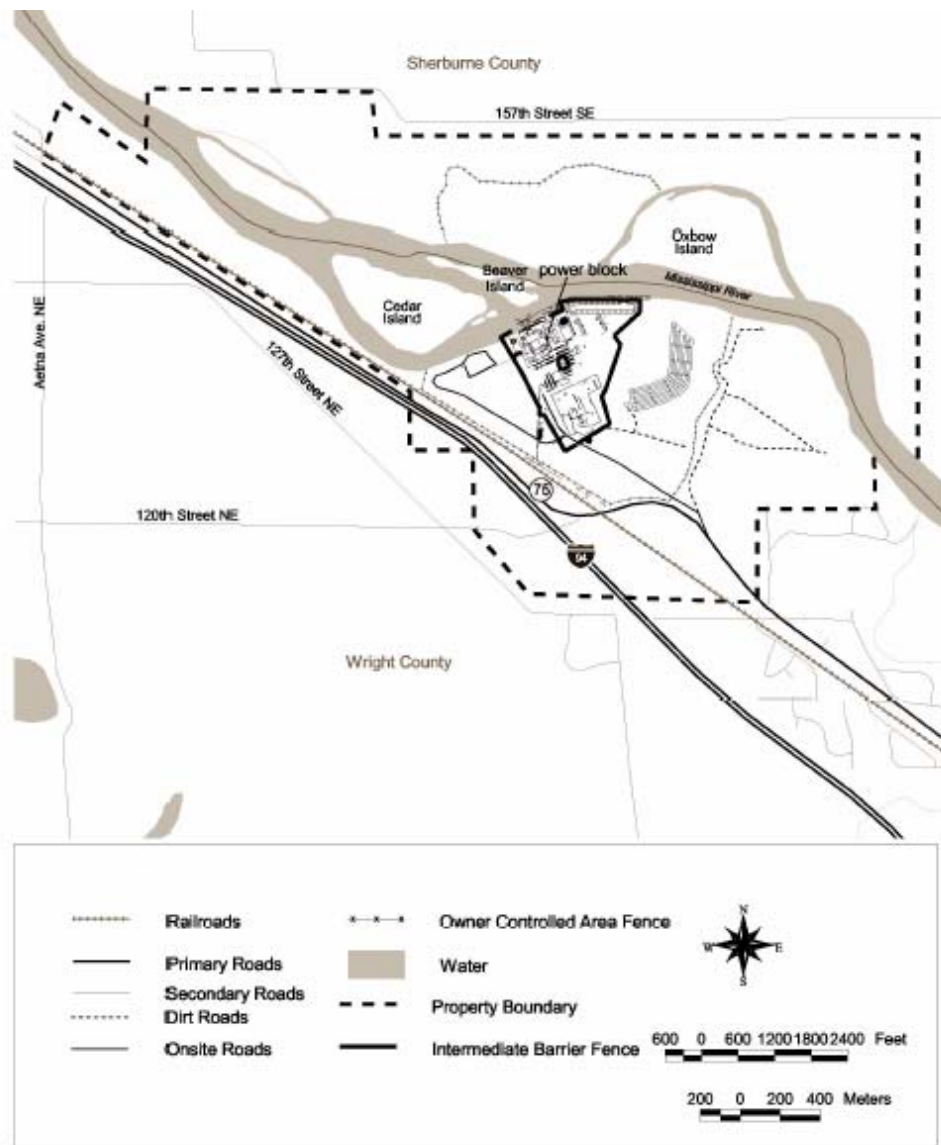 Sherburne County
157th Street SE
Oxbow
Island
Beaver
Island
power block
Mississippi River
Cedar
Island
Aetna Ave. NE
127th Street NE
75
120th Street NE
94
Wright County
Railroads
Primary Roads
Secondary Roads
Dirt Roads
Onsite Roads
Owner Controlled Area Fence
Water
Property Boundary
Intermediate Barrier Fence
N
W E
S
600 0 600 1200 1800 2400 Feet
200 0 200 400 Meters